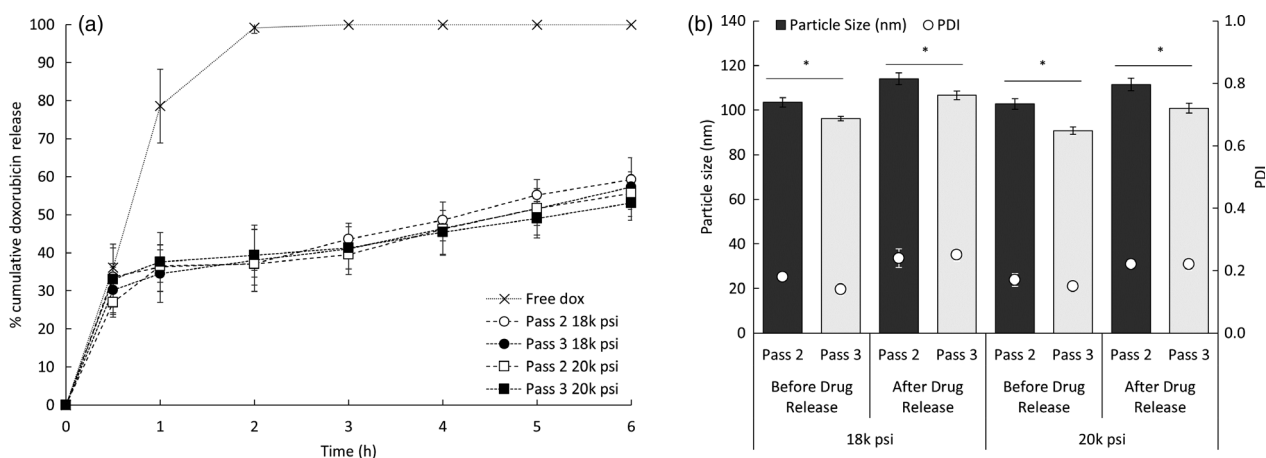 (a)
% cumulative doxorubicin release
100
90
80
70
60
50
40
30
20
10
0
0 1 2 3 4 5 6
Time (h)
Free dox
Pass 2 18k psi
Pass 3 18k psi
Pass 2 20k psi
Pass 3 20k psi
(b)
Particle Size (nm) PDI
Particle size (nm)
140
120
100
80
60
40
20
0
* * * *
1.0
0.8
0.6
0.4
0.2
0.0
PDI
Pass 2 Pass 3 Pass 2 Pass 3 Pass 2 Pass 3 Pass 2 Pass 3
Before Drug After Drug Before Drug After Drug
Release Release Release Release
18k psi 20k psi